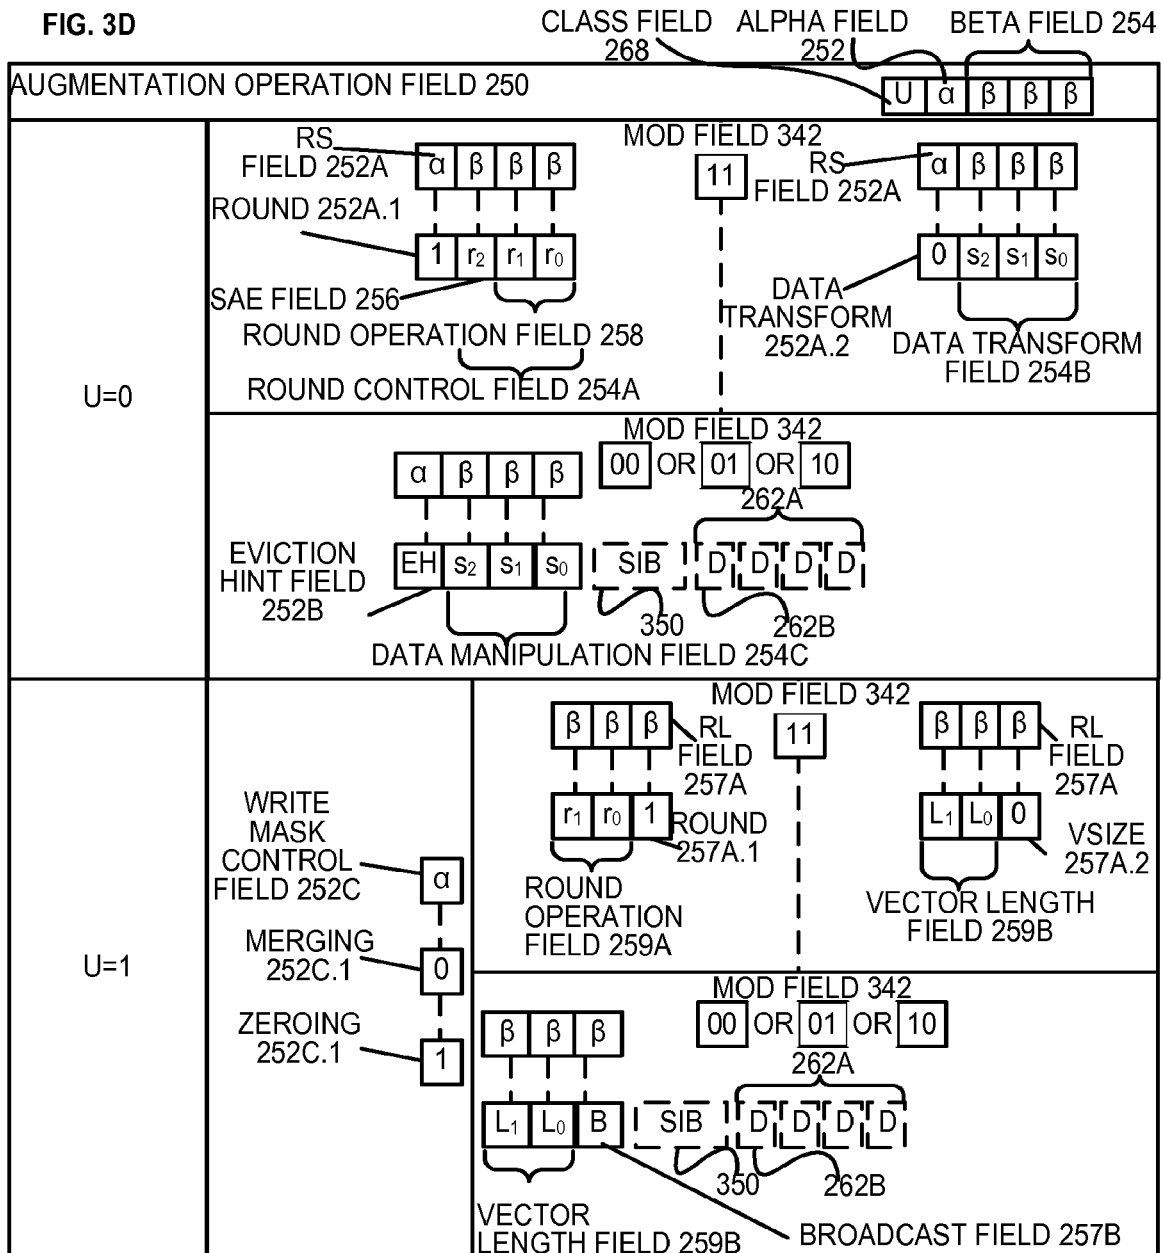 FIG. 3D
CLASS FIELD 268
ALPHA FIELD 252
BETA FIELD 254
AUGMENTATION OPERATION FIELD 250
U α β β β
U=0
RS FIELD 252A
α β β β
ROUND 252A.1
1 r2 r1 r0
SAE FIELD 256
ROUND OPERATION FIELD 258
ROUND CONTROL FIELD 254A
MOD FIELD 342
11
RS FIELD 252A
α β β β
0 s2 s1 s0
DATA TRANSFORM 252A.2
DATA TRANSFORM FIELD 254B
MOD FIELD 342
00 OR 01 OR 10
α β β β
262A
EVICTION HINT FIELD 252B
EH s2 s1 s0
SIB
D D D D
350
262B
DATA MANIPULATION FIELD 254C
U=1
WRITE MASK CONTROL FIELD 252C
α
MERGING 252C.1
0
ZEROING 252C.1
1
MOD FIELD 342
11
β β β
RL FIELD 257A
r1 r0 1
ROUND 257A.1
ROUND OPERATION FIELD 259A
β β β
RL FIELD 257A
L1 L0 0
VSIZE 257A.2
VECTOR LENGTH FIELD 259B
MOD FIELD 342
00 OR 01 OR 10
β β β
262A
L1 L0 B
SIB
D D D D
350
262B
VECTOR LENGTH FIELD 259B
BROADCAST FIELD 257B